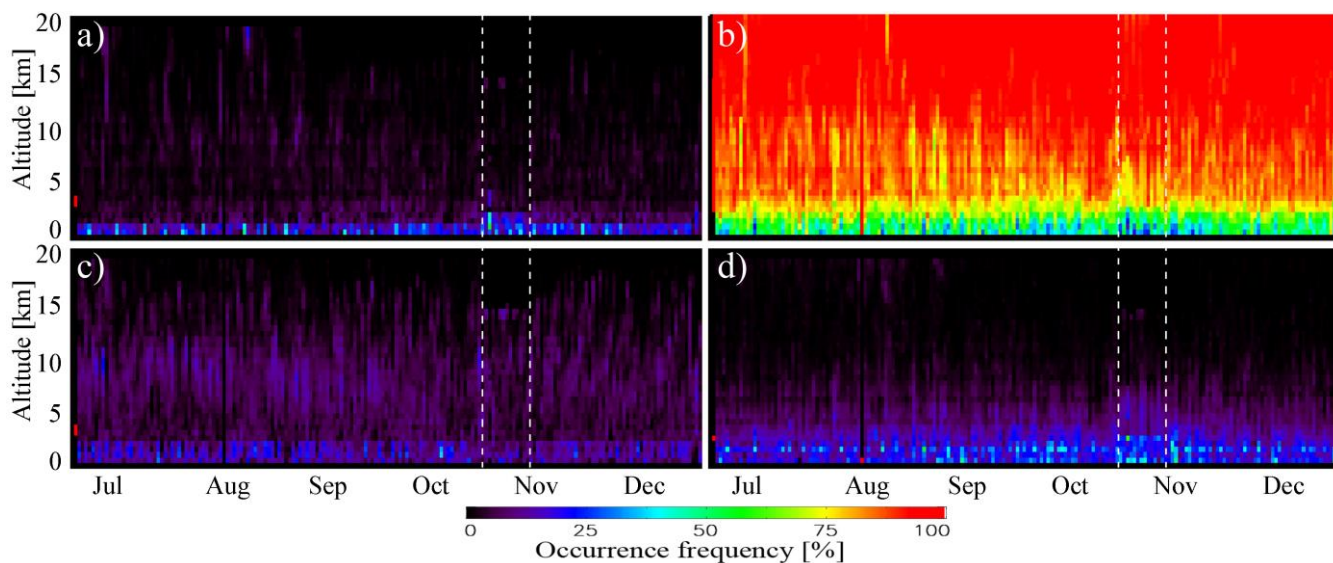 a)
b)
20
15
10
5
0
Altitude [km]
c)
d)
20
15
10
5
0
Altitude [km]
Jul Aug Sep Oct Nov Dec
Jul Aug Sep Oct Nov Dec
0 25 50 75 100
Occurrence frequency [%]